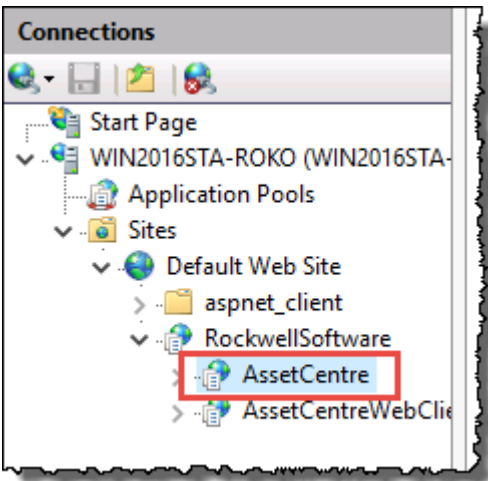 Connections
Start Page
WIN2016STA-ROKO (WIN2016STA-
Application Pools
Sites
Default Web Site
aspnet_client
RockwellSoftware
AssetCentre
AssetCentreWebClie